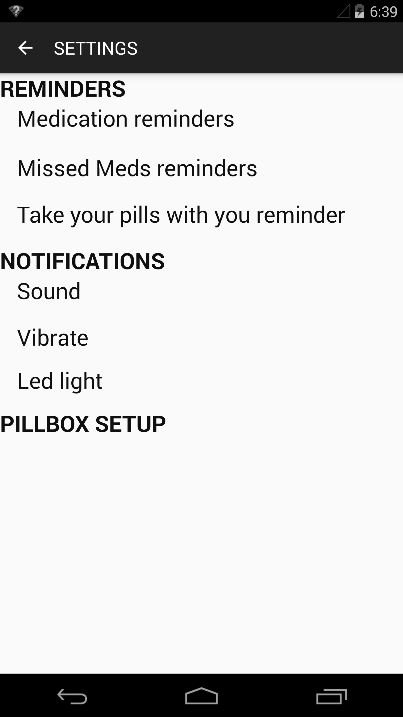 6:39
SETTINGS
REMINDERS
Medication reminders
Missed Meds reminders
Take your pills with you reminder
NOTIFICATIONS
Sound
Vibrate
Led light
PILLBOX SETUP